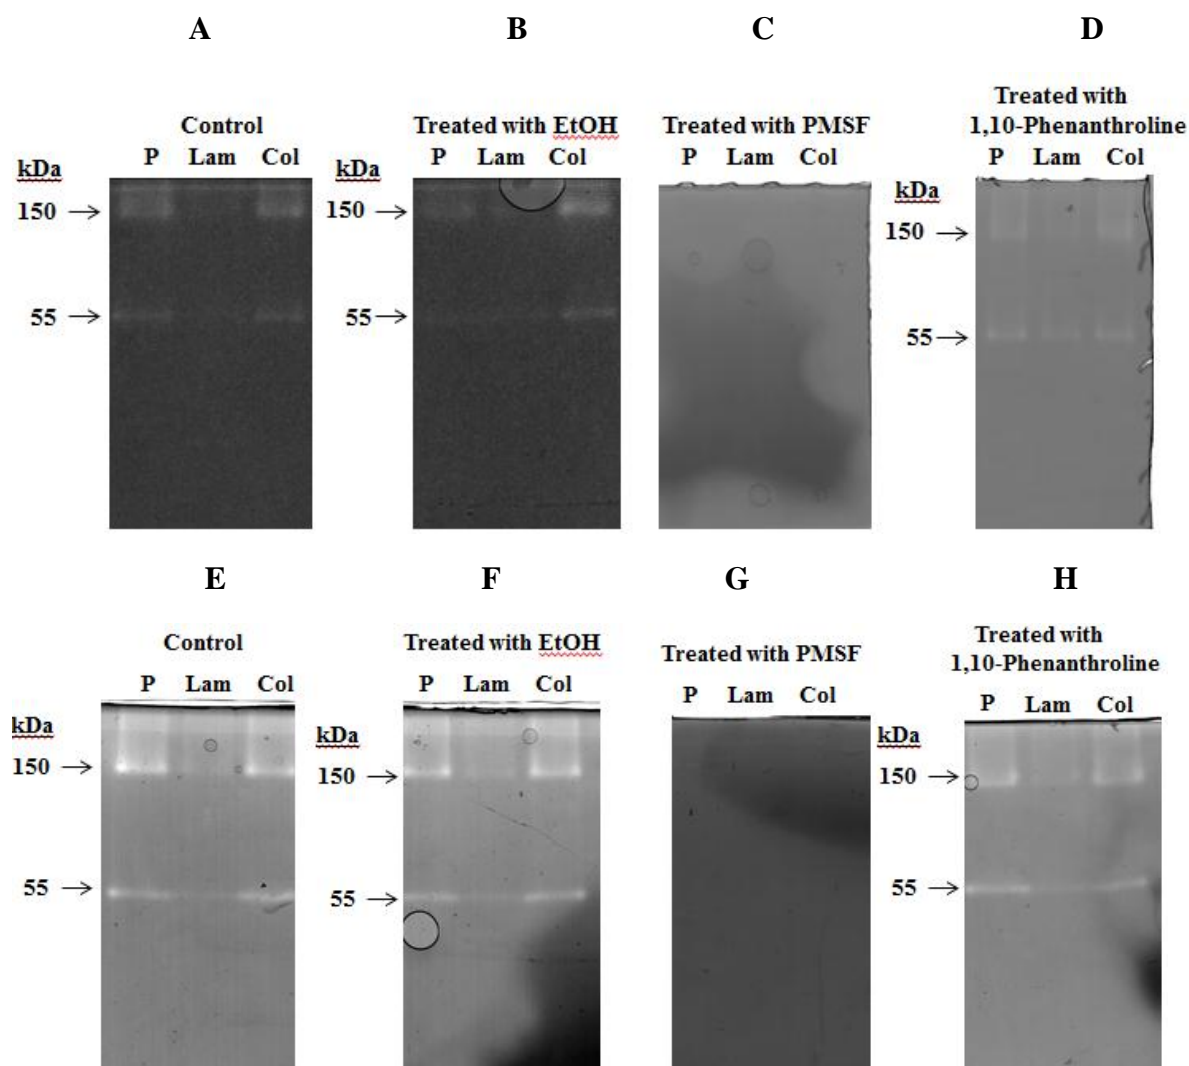 A B C D
Control
P Lam Col
kDa
150
55
Treated with EtOH
P Lam Col
kDa
150
55
Treated with PMSF
P Lam Col
Treated with
1,10-Phenanthroline
P Lam Col
kDa
150
55
E F G H
Control
P Lam Col
kDa
150
55
Treated with EtOH
P Lam Col
kDa
150
55
Treated with PMSF
P Lam Col
Treated with
1,10-Phenanthroline
P Lam Col
kDa
150
55